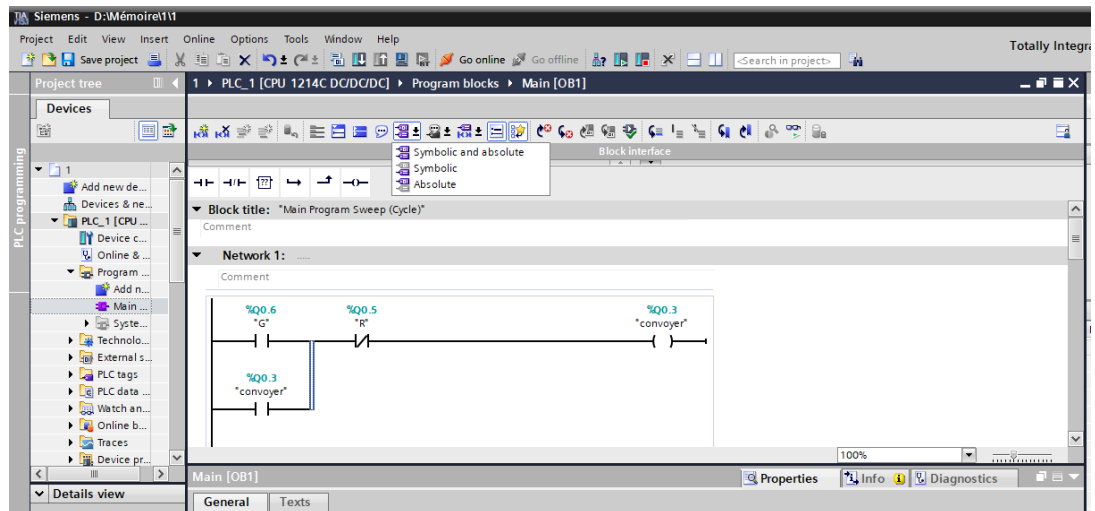 Siemens - D:\Mémoire\1\1
Project Edit View Insert Online Options Tools Window Help
Totally Integra
Save project Go online Go offline <Search in project>
Project tree
1 ▸ PLC_1 [CPU 1214C DC/DC/DC] ▸ Program blocks ▸ Main [OB1]
Devices
PLC programming
Block interface
Symbolic and absolute
Symbolic
Absolute
1
Add new de...
Devices & ne...
PLC_1 [CPU ...
Device c...
Online & ...
Program ...
Add n...
Main ...
Syste...
Technolo...
External s...
PLC tags
PLC data ...
Watch an...
Online b...
Traces
Device pr...
Details view
??
Block title: "Main Program Sweep (Cycle)"
Comment
Network 1: .....
Comment
%Q0.6 %Q0.5 %Q0.3
"G" "R" "convoyer"
%Q0.3
"convoyer"
100%
Main [OB1]
Properties Info Diagnostics
General Texts